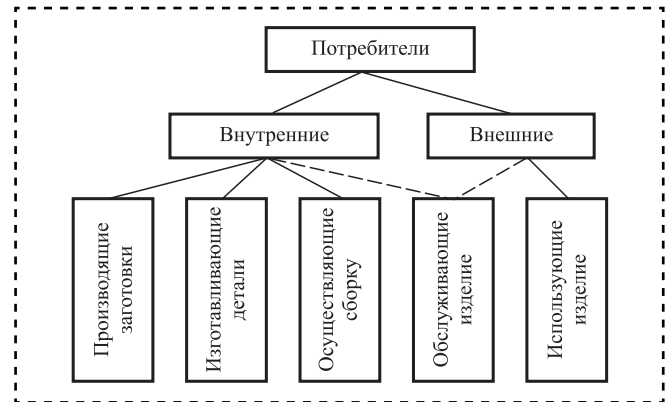 Потребители
Внутренние
Внешние
Производящие
заготовки
Изготавливающие
детали
Осуществляющие
сборку
Обслуживающие
изделие
Использующие
изделие